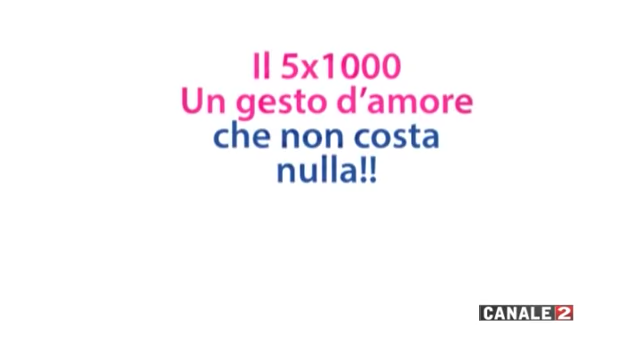 Il 5x1000
Un gesto d'amore
che non costa
nulla!!
CANALE 2